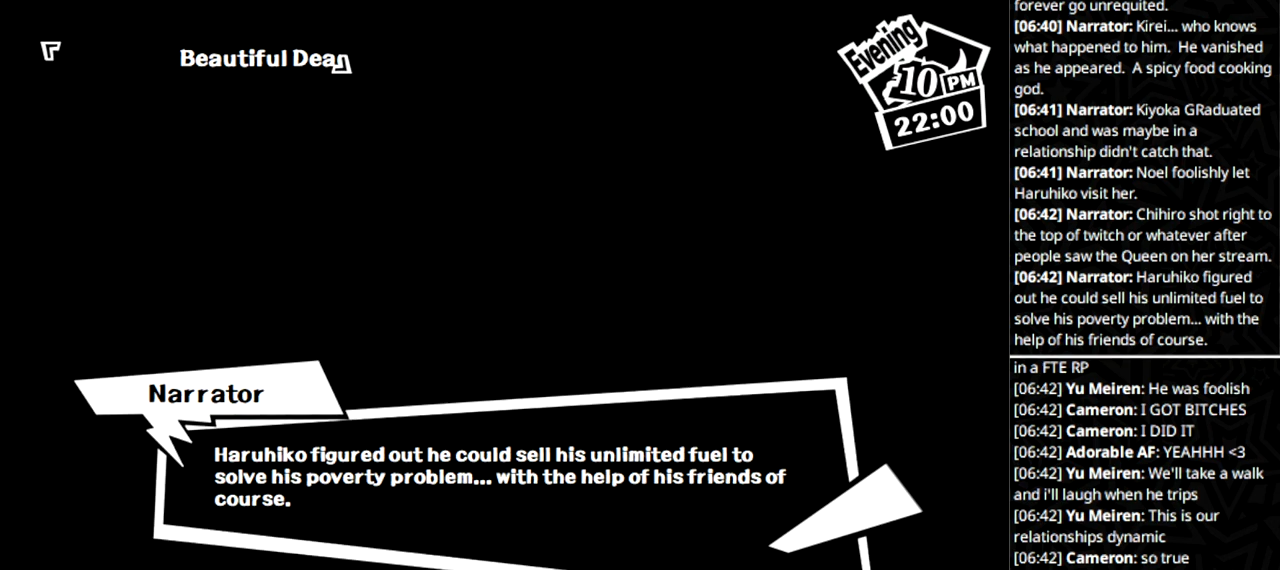 Beautiful Dean
Evening
10 PM
22:00
Narrator
Haruhiko figured out he could sell his unlimited fuel to
solve his poverty problem... with the help of his friends of
course.
forever go unrequited.
[06:40] Narrator: Kirei... who knows
what happened to him.  He vanished
as he appeared.  A spicy food cooking
god.
[06:41] Narrator: Kiyoka GRaduated
school and was maybe in a
relationship didn't catch that.
[06:41] Narrator: Noel foolishly let
Haruhiko visit her.
[06:42] Narrator: Chihiro shot right to
the top of twitch or whatever after
people saw the Queen on her stream.
[06:42] Narrator: Haruhiko figured
out he could sell his unlimited fuel to
solve his poverty problem... with the
help of his friends of course.
in a FTE RP
[06:42] Yu Meiren: He was foolish
[06:42] Cameron: I GOT BITCHES
[06:42] Cameron: I DID IT
[06:42] Adorable AF: YEAHHH <3
[06:42] Yu Meiren: We'll take a walk
and i'll laugh when he trips
[06:42] Yu Meiren: This is our
relationships dynamic
[06:42] Cameron: so true